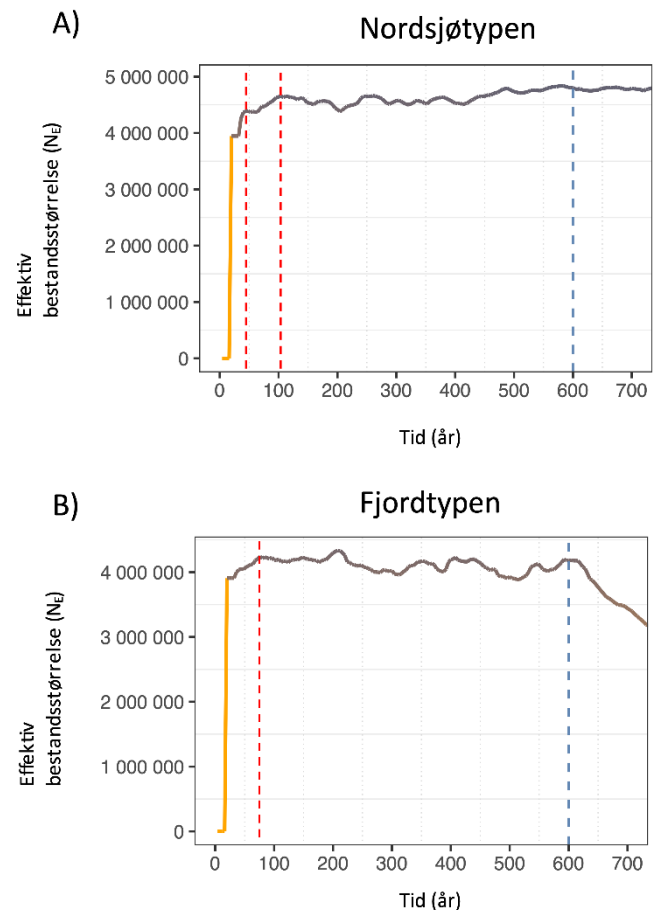 A)
Nordsjøtypen
Effektiv
bestandsstørrelse (NE)
5 000 000
4 000 000
3 000 000
2 000 000
1 000 000
0
0 100 200 300 400 500 600 700
Tid (år)
B)
Fjordtypen
Effektiv
bestandsstørrelse (NE)
4 000 000
3 000 000
2 000 000
1 000 000
0
0 100 200 300 400 500 600 700
Tid (år)